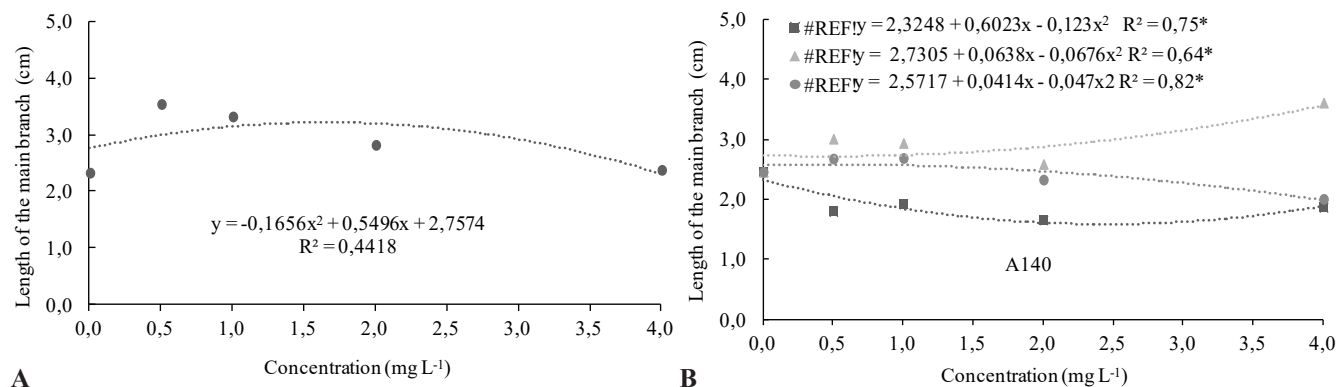 5,0
4,0
3,0
2,0
1,0
0,0
Length of the main branch (cm)
y = -0,1656x² + 0,5496x + 2,7574
R² = 0,4418
0,0 0,5 1,0 2,0 2,5 3,0 3,5 4,0
Concentration (mg L⁻¹)
A
#REF! y = 2,3248 + 0,6023x - 0,123x² R² = 0,75*
#REF! y = 2,7305 + 0,0638x - 0,0676x² R² = 0,64*
#REF! y = 2,5717 + 0,0414x - 0,047x2 R² = 0,82*
5,0
4,0
3,0
2,0
1,0
0,0
Length of the main branch (cm)
A140
0,0 0,5 1,0 2,0 2,5 3,0 3,5 4,0
Concentration (mg L⁻¹)
B